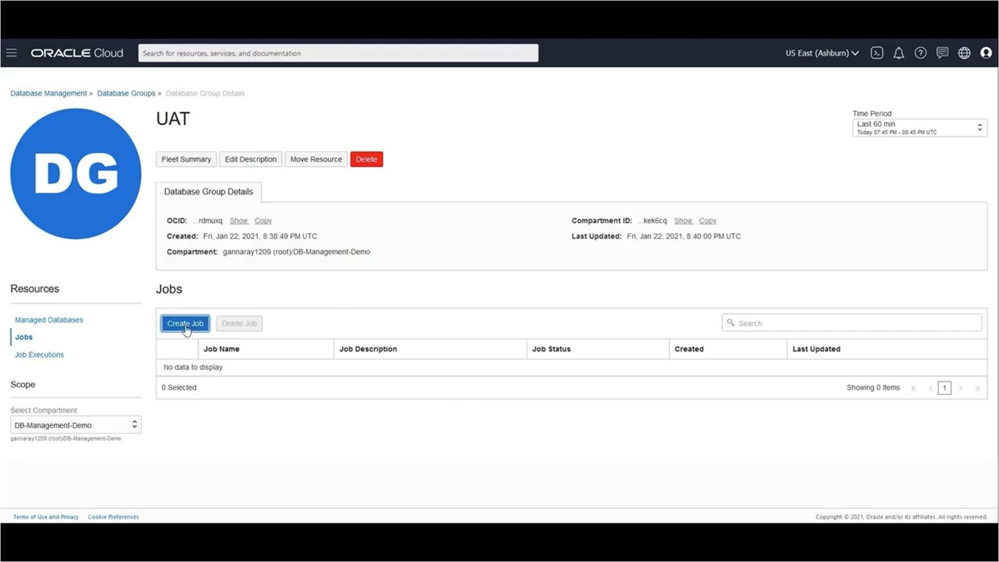 ORACLE Cloud
Search for resources, services, and documentation
US East (Ashburn)
Database Management » Database Groups » Database Group Details
DG
UAT
Time Period
Last 60 min
Today 07:45 PM - 08:45 PM UTC
Fleet Summary
Edit Description
Move Resource
Delete
Database Group Details
OCID: ...rdmuxq Show Copy
Compartment ID: ...kek6cq Show Copy
Created: Fri, Jan 22, 2021, 8:38:49 PM UTC
Last Updated: Fri, Jan 22, 2021, 8:40:00 PM UTC
Compartment: gannaray1209 (root)/DB-Management-Demo
Resources
Managed Databases
Jobs
Job Executions
Scope
Select Compartment
DB-Management-Demo
gannaray1209 (root)/DB-Management-Demo
Jobs
Create Job
Delete Job
Search
Job Name
Job Description
Job Status
Created
Last Updated
No data to display.
0 Selected
Showing 0 Items
1
Terms of Use and Privacy
Cookie Preferences
Copyright © 2021, Oracle and/or its affiliates. All rights reserved.